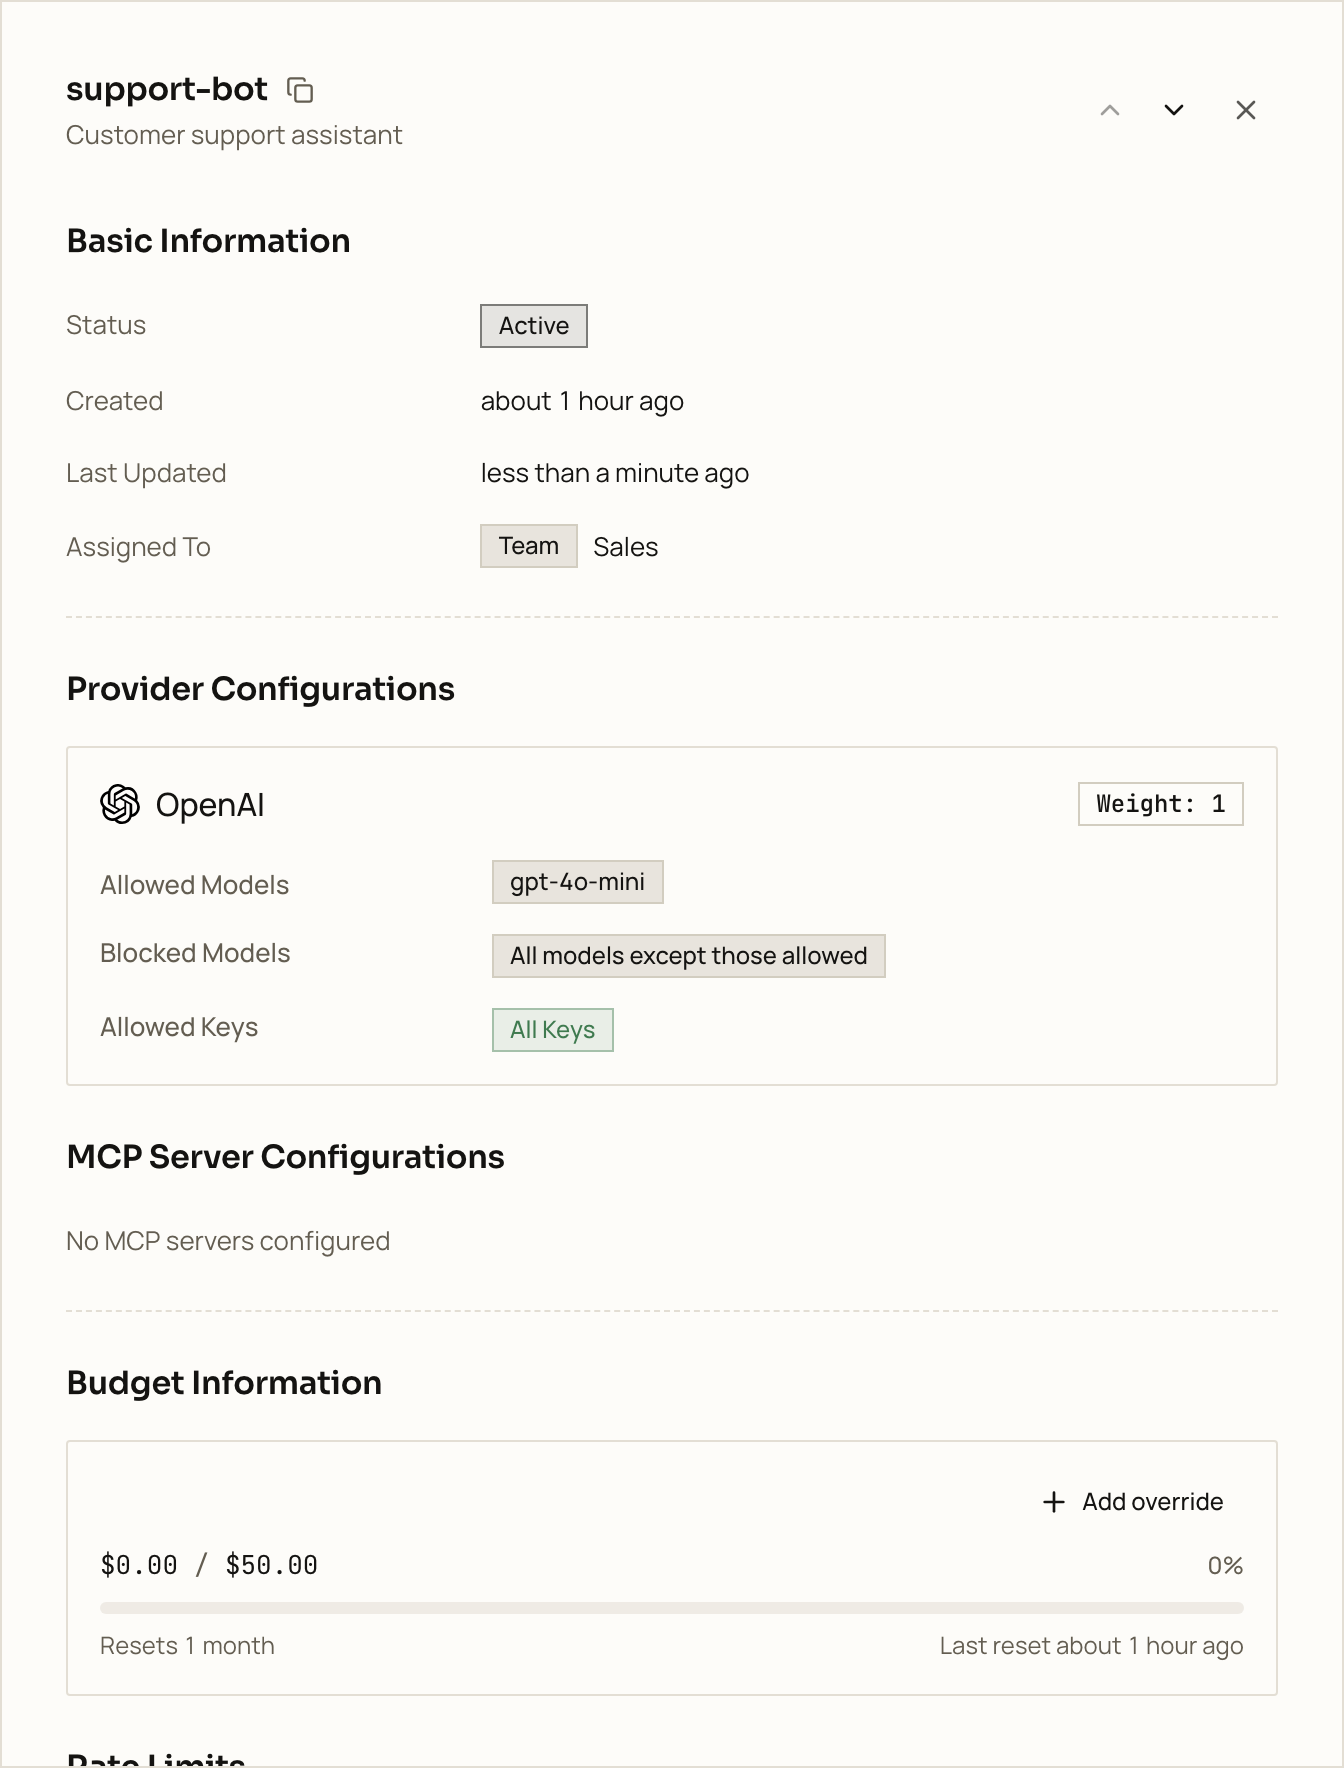 support-bot
Customer support assistant
Basic Information
Status Active
Created about 1 hour ago
Last Updated less than a minute ago
Assigned To Team Sales
Provider Configurations
OpenAI Weight: 1
Allowed Models gpt-4o-mini
Blocked Models All models except those allowed
Allowed Keys All Keys
MCP Server Configurations
No MCP servers configured
Budget Information
Add override
$0.00 / $50.00 0%
Resets 1 month Last reset about 1 hour ago
Rate Limits